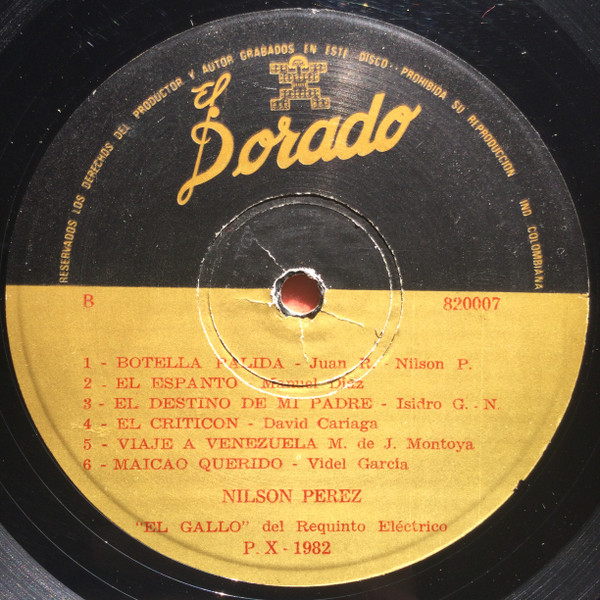 RESERVADOS LOS DERECHOS DEL PRODUCTOR Y AUTOR GRABADOS EN ESTE DISCO - PROHIBIDA SU REPRODUCCION IND COLOMBIANA
El Dorado
B 820007
1 - BOTELLA PALIDA - Juan R. - Nilson P.
2 - EL ESPANTO - Manuel Diaz
3 - EL DESTINO DE MI PADRE - Isidro G. - N.
4 - EL CRITICON - David Cariaga
5 - VIAJE A VENEZUELA M. de J. Montoya
6 - MAICAO QUERIDO - Videl García
NILSON PEREZ
"EL GALLO" del Requinto Eléctrico
P. X - 1982